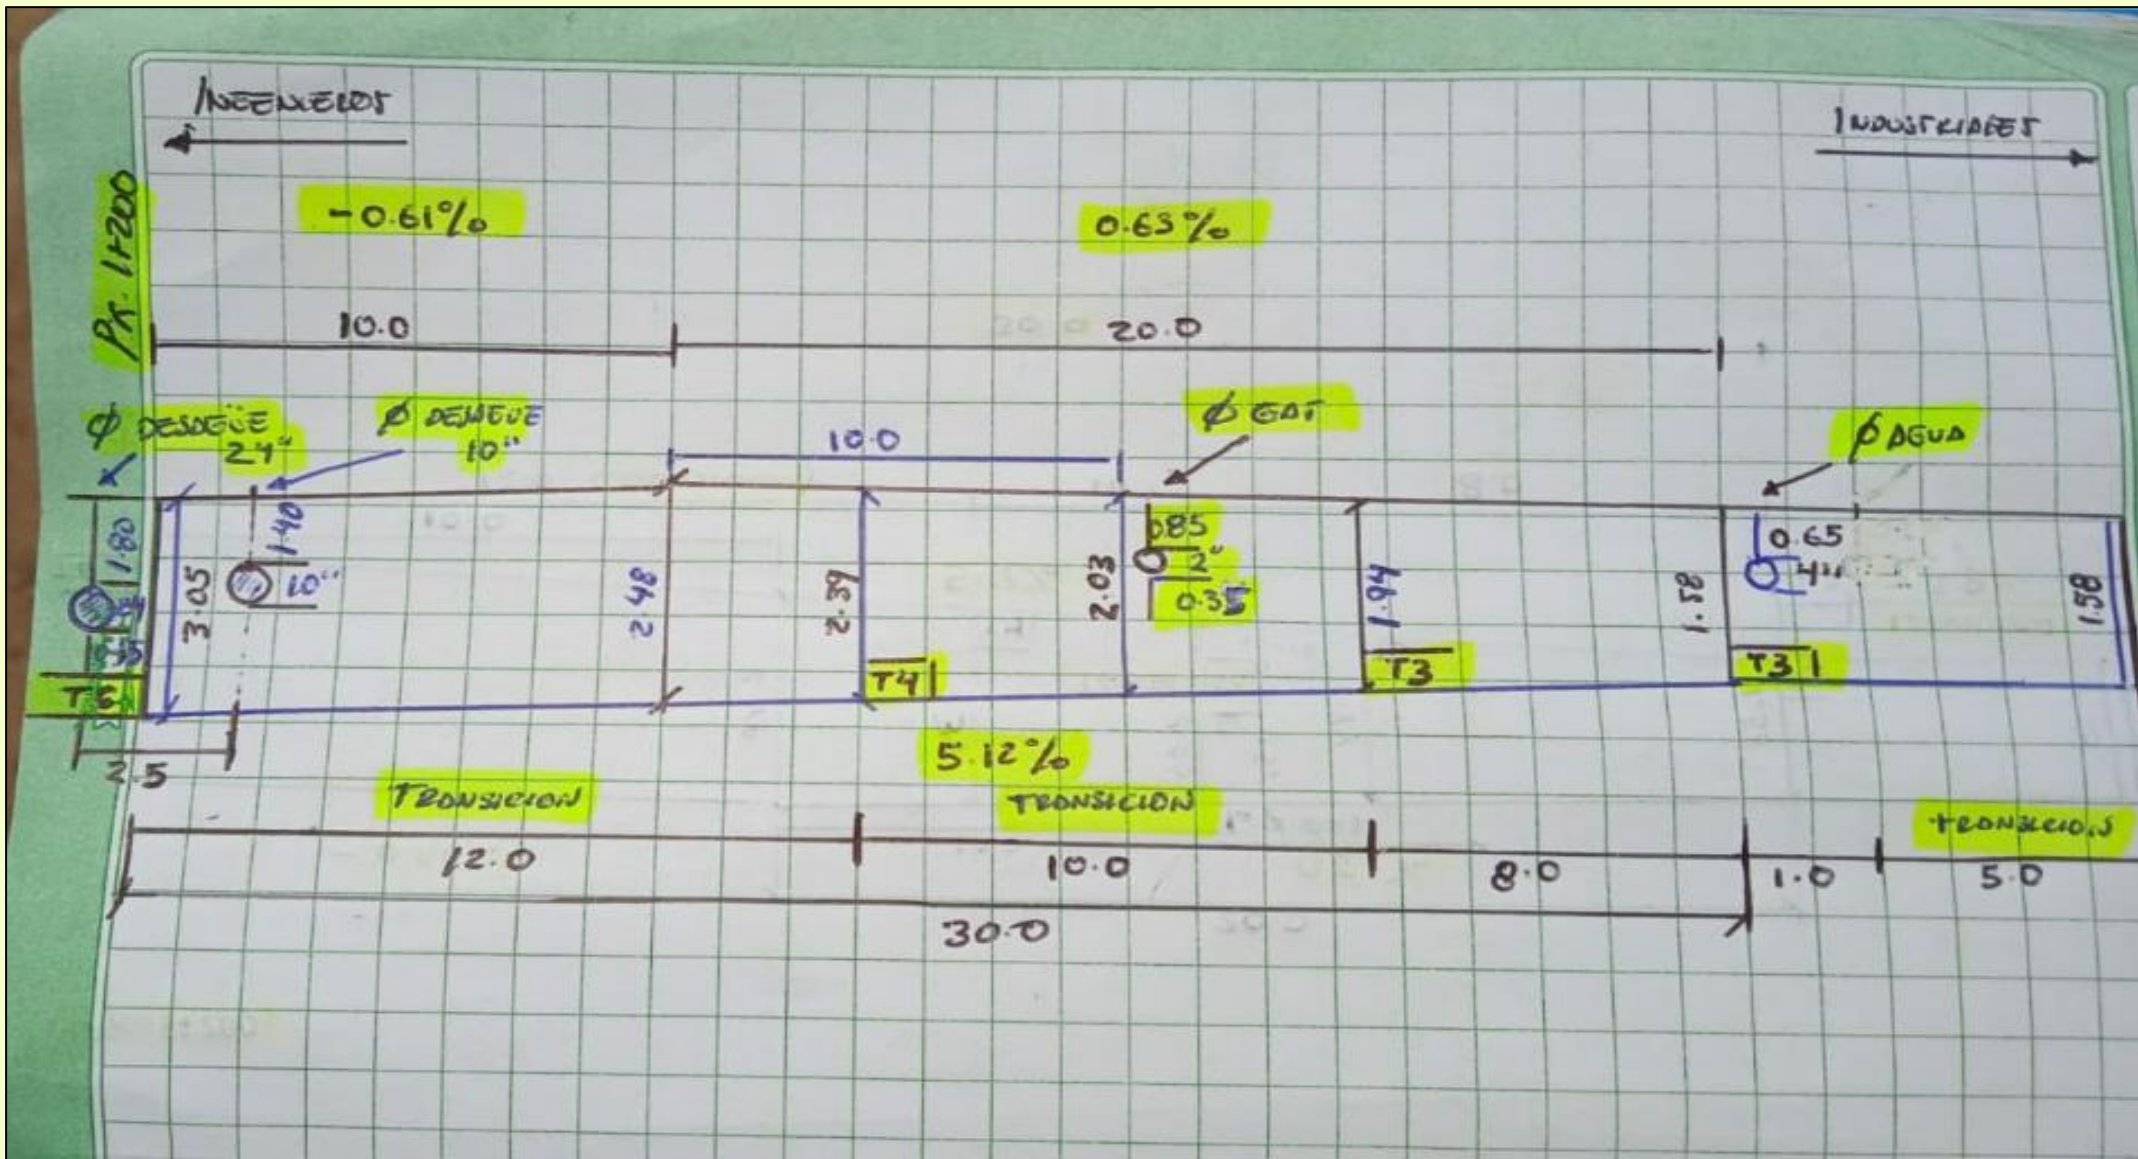 INGENIEROS
INDUSTRIALES
PK. 1+200
-0.61%
0.63%
10.0
20.0
Ø DESAGÜE
24"
Ø DESAGUE
10"
10.0
Ø GAS
Ø AGUA
1.80
3.05
1.40
10"
2.48
2.39
2.03
0.85
2"
0.35
1.94
1.58
0.65
4"
1.58
T6
T4
T3
T3
2.5
5.12%
TRANSICION
TRANSICION
TRANSICION
12.0
10.0
8.0
1.0
5.0
30.0